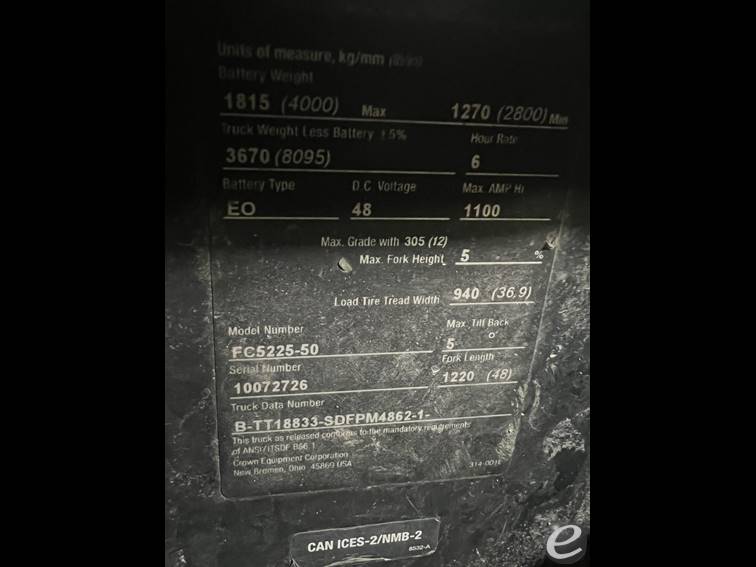 Units of measure, kg/mm (lb/in)
Battery Weight
1815 (4000) Max 1270 (2800) Min
Truck Weight Less Battery ±5% Hour Rate
3670 (8095) 6
Battery Type D.C. Voltage Max. AMP Hr
EO 48 1100
Max. Grade with 305 (12)
Max. Fork Height 5 %
Load Tire Tread Width 940 (36.9)
Model Number Max. Tilt Back
FC5225-50 5 °
Serial Number Fork Length
10072726 1220 (48)
Truck Data Number
B-TT18833-SDFPM4862-1-
This truck as released conforms to the mandatory requirements
of ANSI/ITSDF B56.1
Crown Equipment Corporation
New Bremen, Ohio 45869 USA
CAN ICES-2/NMB-2
8532-A
e